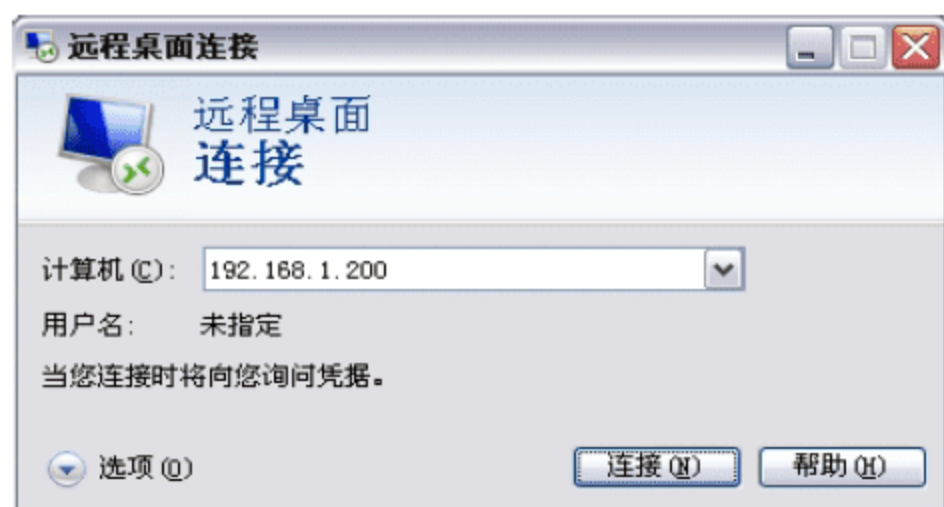 远程桌面连接
远程桌面
连接
计算机(C): 192.168.1.200
用户名: 未指定
当您连接时将向您询问凭据。
选项(O) 连接(N) 帮助(H)